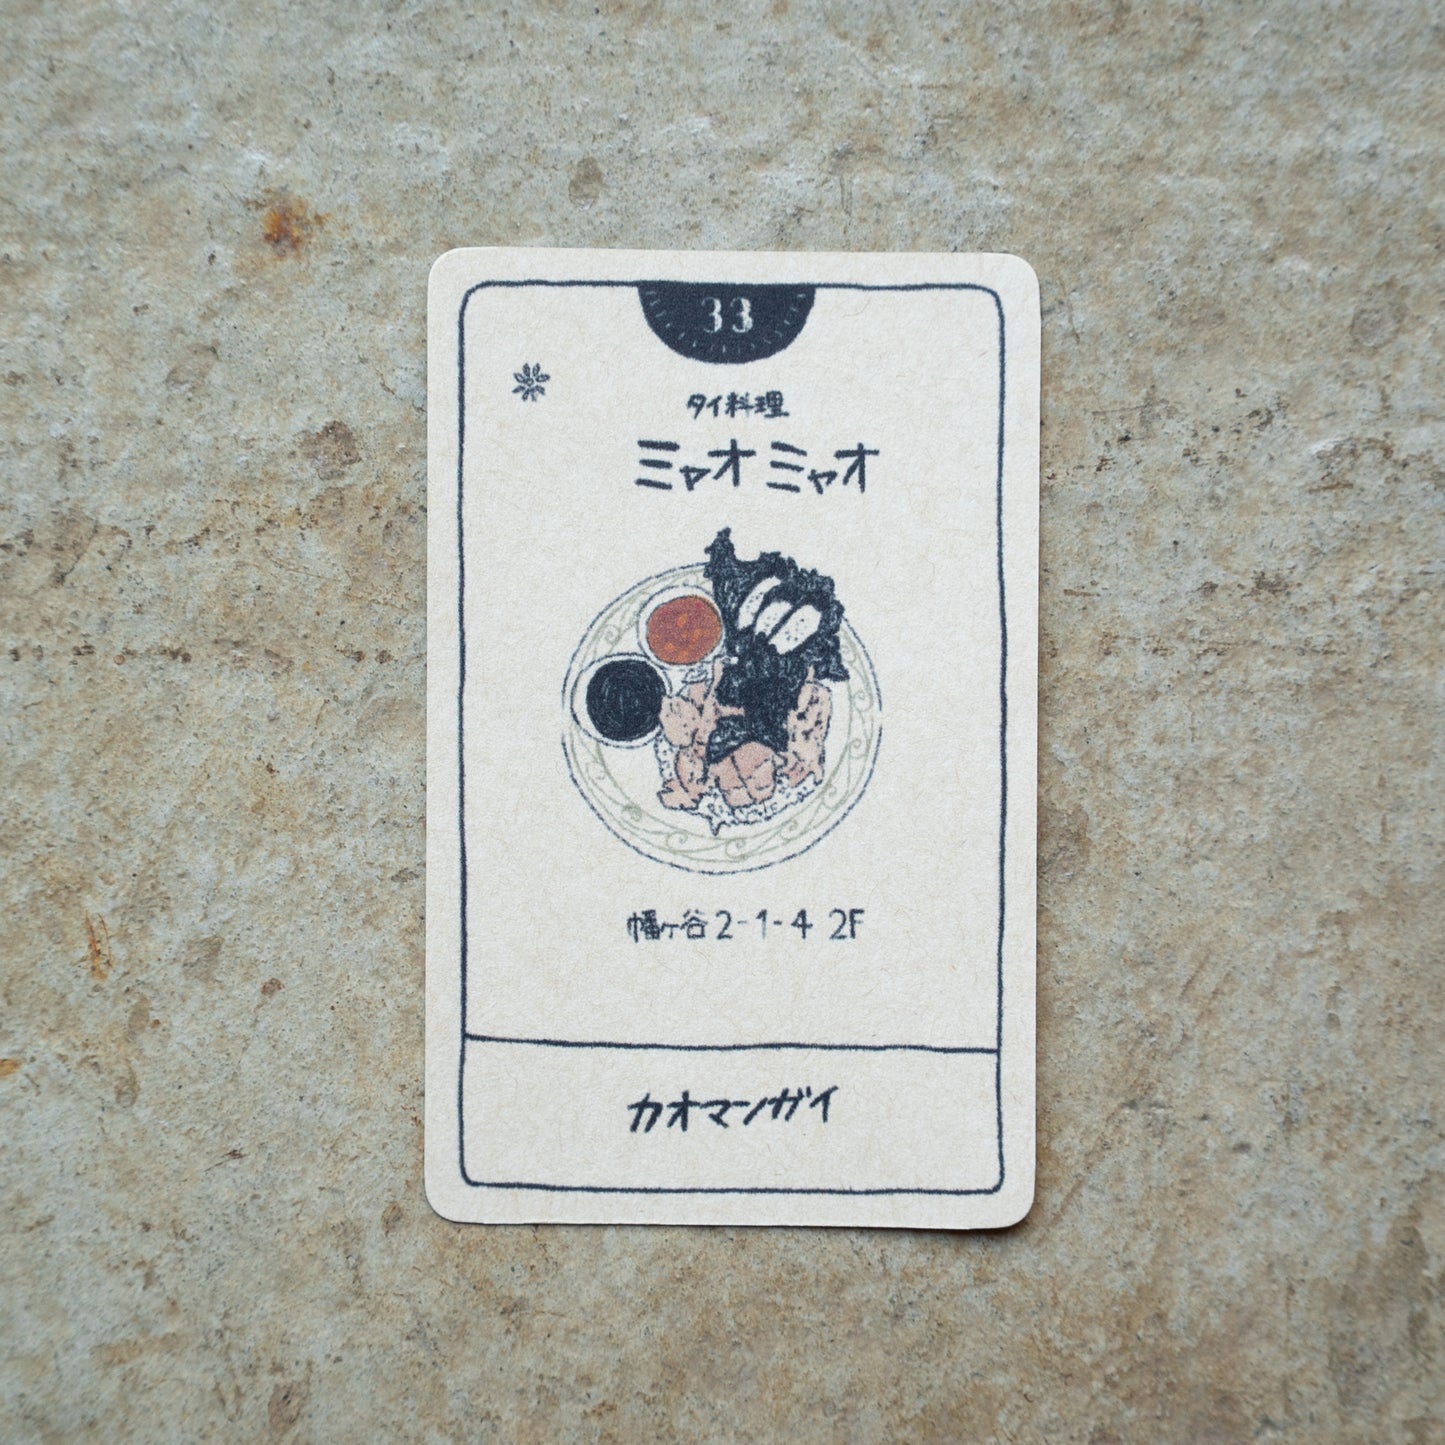 33
タイ料理
ミャオミャオ
幡ヶ谷2-1-4 2F
カオマンガイ